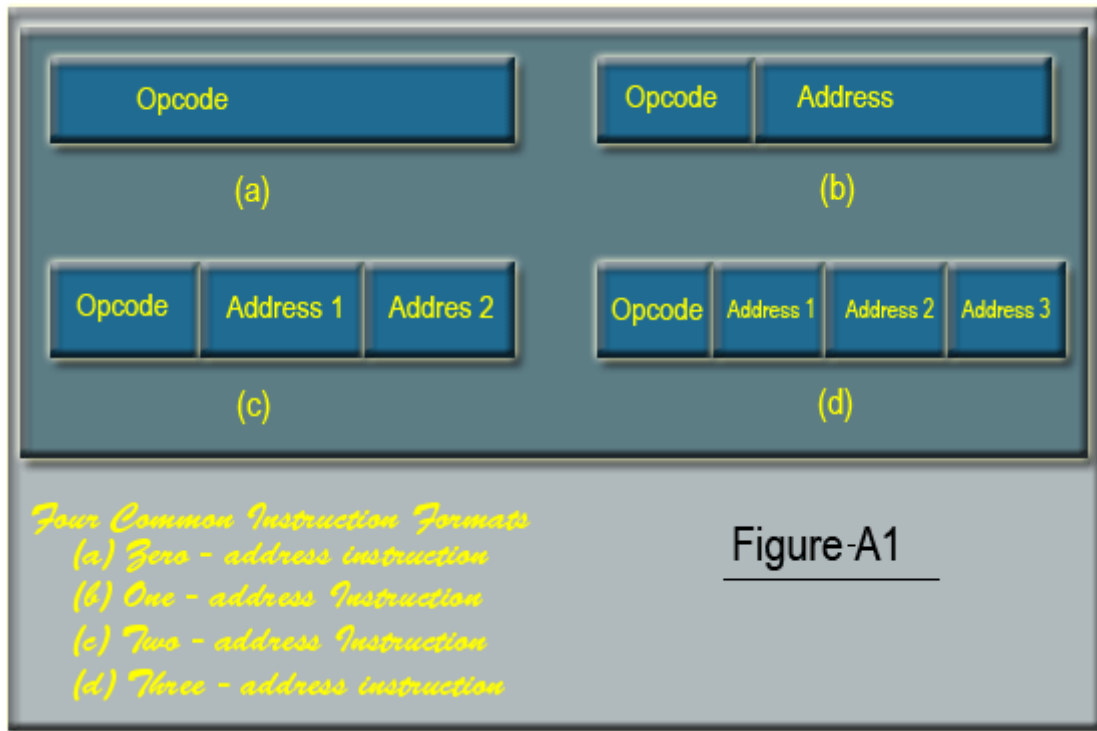 Opcode
Opcode Address
(a)
(b)
Opcode Address 1 Addres 2
Opcode Address 1 Address 2 Address 3
(c)
(d)
Four Common Instruction Formats
(a) Zero - address instruction
(b) One - address Instruction
(c) Two - address Instruction
(d) Three - address instruction
Figure-A1